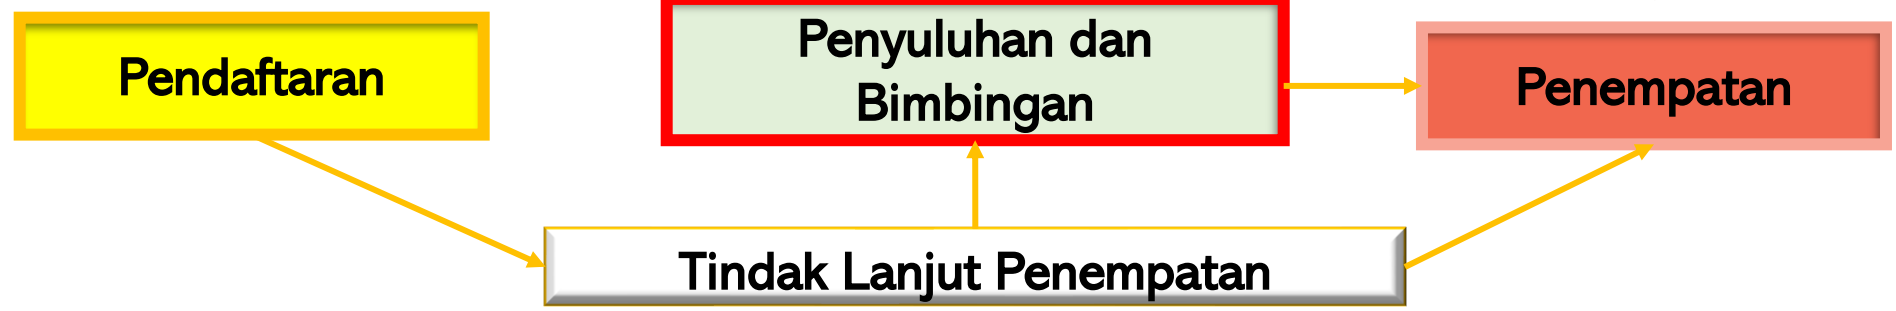 Pendaftaran
Penyuluhan dan
Bimbingan
Penempatan
Tindak Lanjut Penempatan